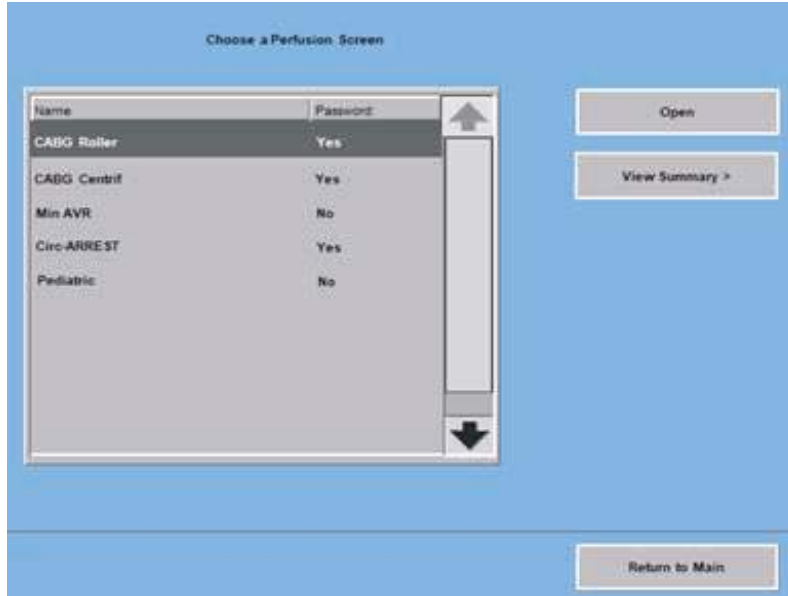 Choose a Perfusion Screen
Name Password
CABG Roller Yes
CABG Centrif Yes
Min AVR No
Circ-ARREST Yes
Pediatric No
Open
View Summary >
Return to Main